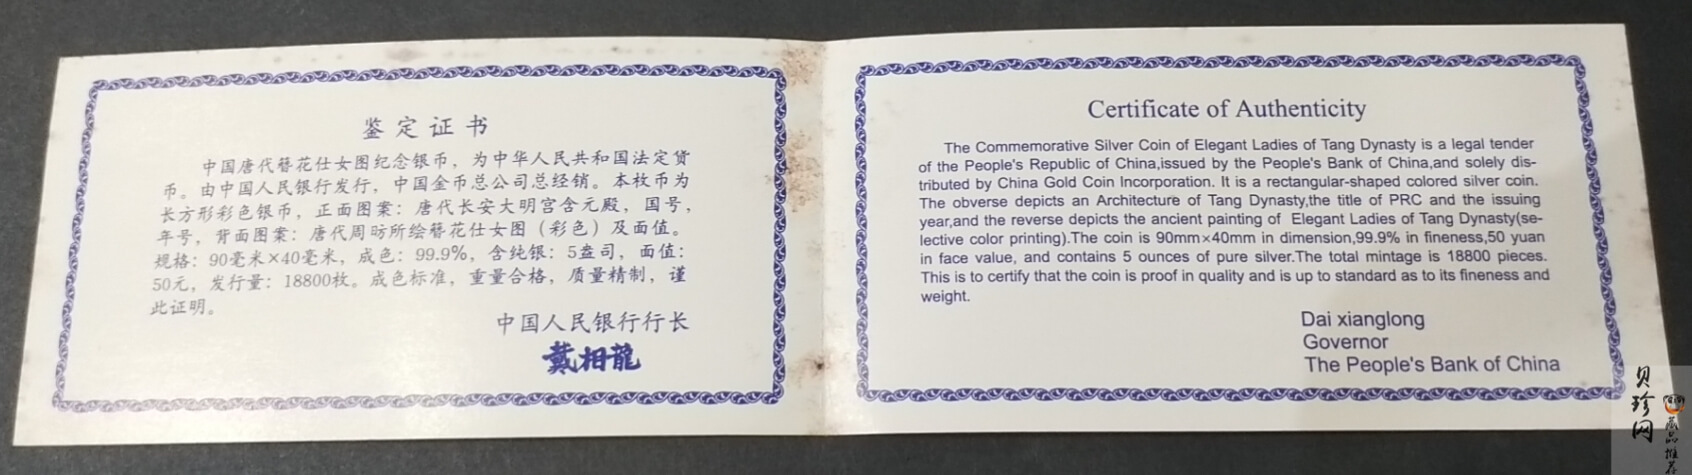 鉴定证书
中国唐代簪花仕女图纪念银币，为中华人民共和国法定货
币。由中国人民银行发行，中国金币总公司总经销。本枚币为
长方形彩色银币，正面图案：唐代长安大明宫含元殿，国号，
年号，背面图案：唐代周昉所绘簪花仕女图（彩色）及面值。
规格：90毫米×40毫米，成色：99.9%，含纯银：5盎司，面值：
50元，发行量：18800枚。成色标准，重量合格，质量精制，谨
此证明。
中国人民银行行长
戴相龍
Certificate of Authenticity
The Commemorative Silver Coin of Elegant Ladies of Tang Dynasty is a legal tender
of the People's Republic of China,issued by the People's Bank of China,and solely dis-
tributed by China Gold Coin Incorporation. It is a rectangular-shaped colored silver coin.
The obverse depicts an Architecture of Tang Dynasty,the title of PRC and the issuing
year,and the reverse depicts the ancient painting of Elegant Ladies of Tang Dynasty(se-
lective color printing).The coin is 90mm×40mm in dimension,99.9% in fineness,50 yuan
in face value, and contains 5 ounces of pure silver.The total mintage is 18800 pieces.
This is to certify that the coin is proof in quality and is up to standard as to its fineness and
weight.
Dai xianglong
Governor
The People's Bank of China
贝珍网
藏品推荐